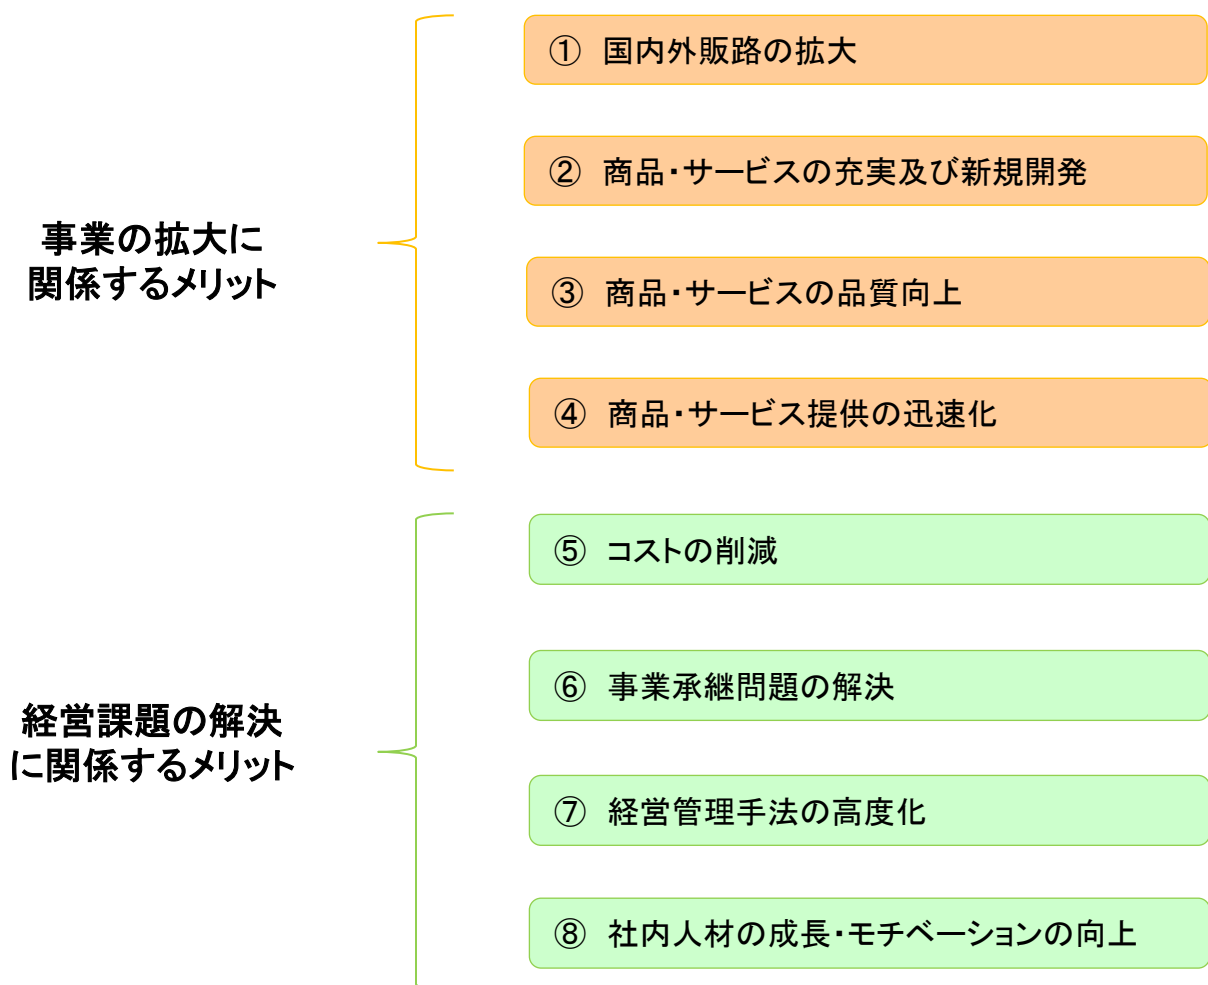 事業の拡大に
関係するメリット
① 国内外販路の拡大
② 商品・サービスの充実及び新規開発
③ 商品・サービスの品質向上
④ 商品・サービス提供の迅速化
経営課題の解決
に関係するメリット
⑤ コストの削減
⑥ 事業承継問題の解決
⑦ 経営管理手法の高度化
⑧ 社内人材の成長・モチベーションの向上